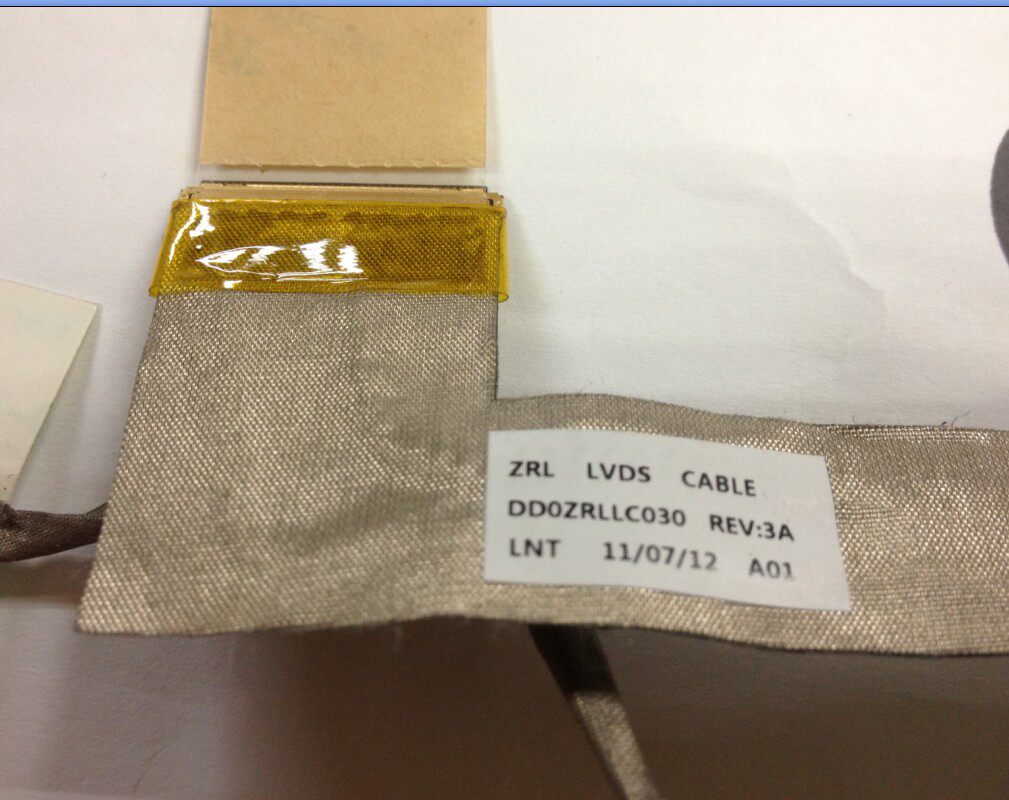 ZRL LVDS CABLE
DD0ZRLLC030 REV:3A
LNT 11/07/12 A01